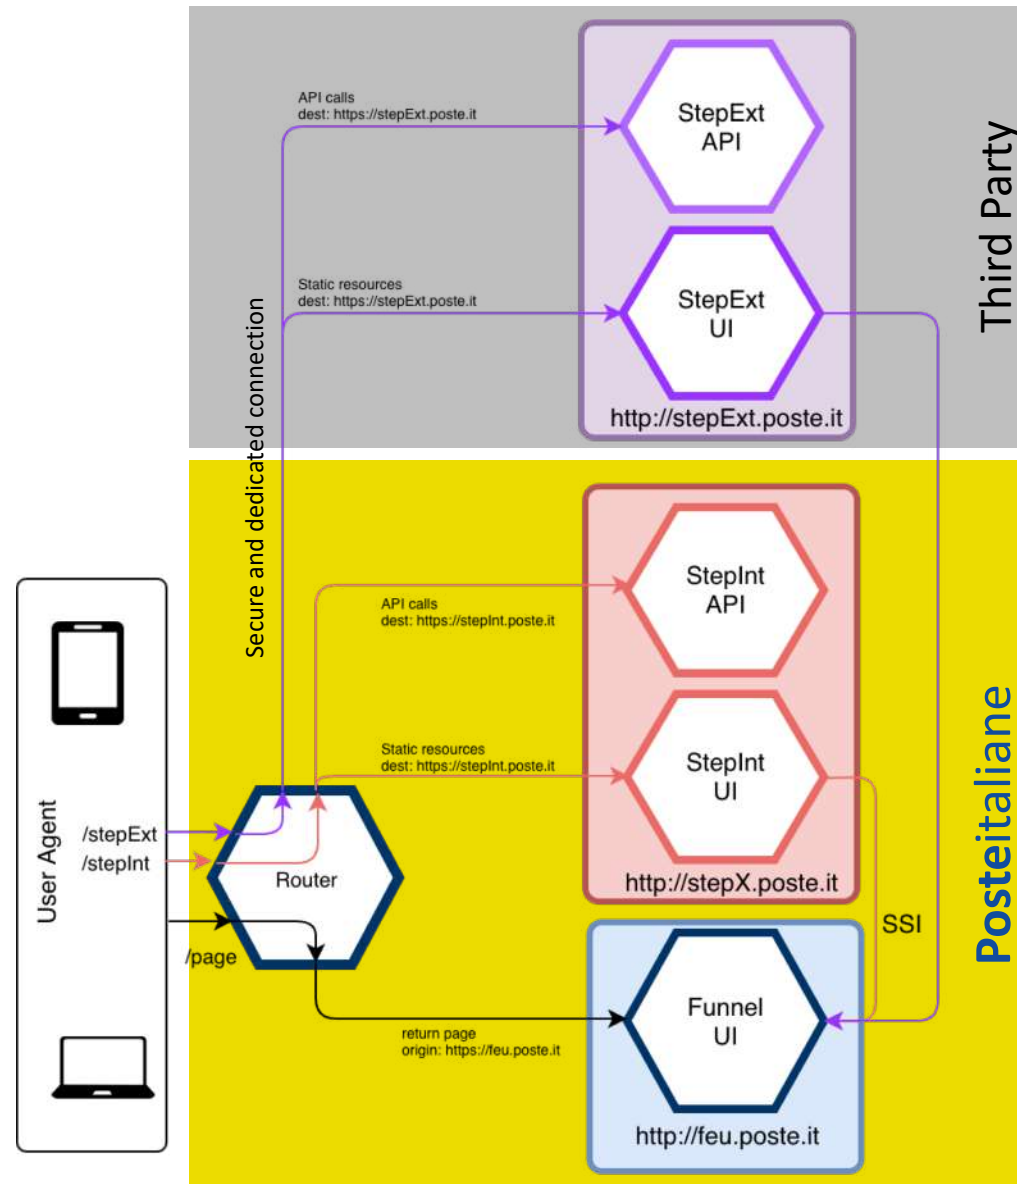 API calls
dest: https://stepExt.poste.it
StepExt
API
Static resources
dest: https://stepExt.poste.it
StepExt
UI
http://stepExt.poste.it
Third Party
Secure and dedicated connection
StepInt
API
API calls
dest: https://stepInt.poste.it
Static resources
dest: https://stepInt.poste.it
StepInt
UI
http://stepX.poste.it
Posteitaliane
User Agent
/stepExt
/stepInt
Router
/page
SSI
Funnel
UI
return page
origin: https://feu.poste.it
http://feu.poste.it